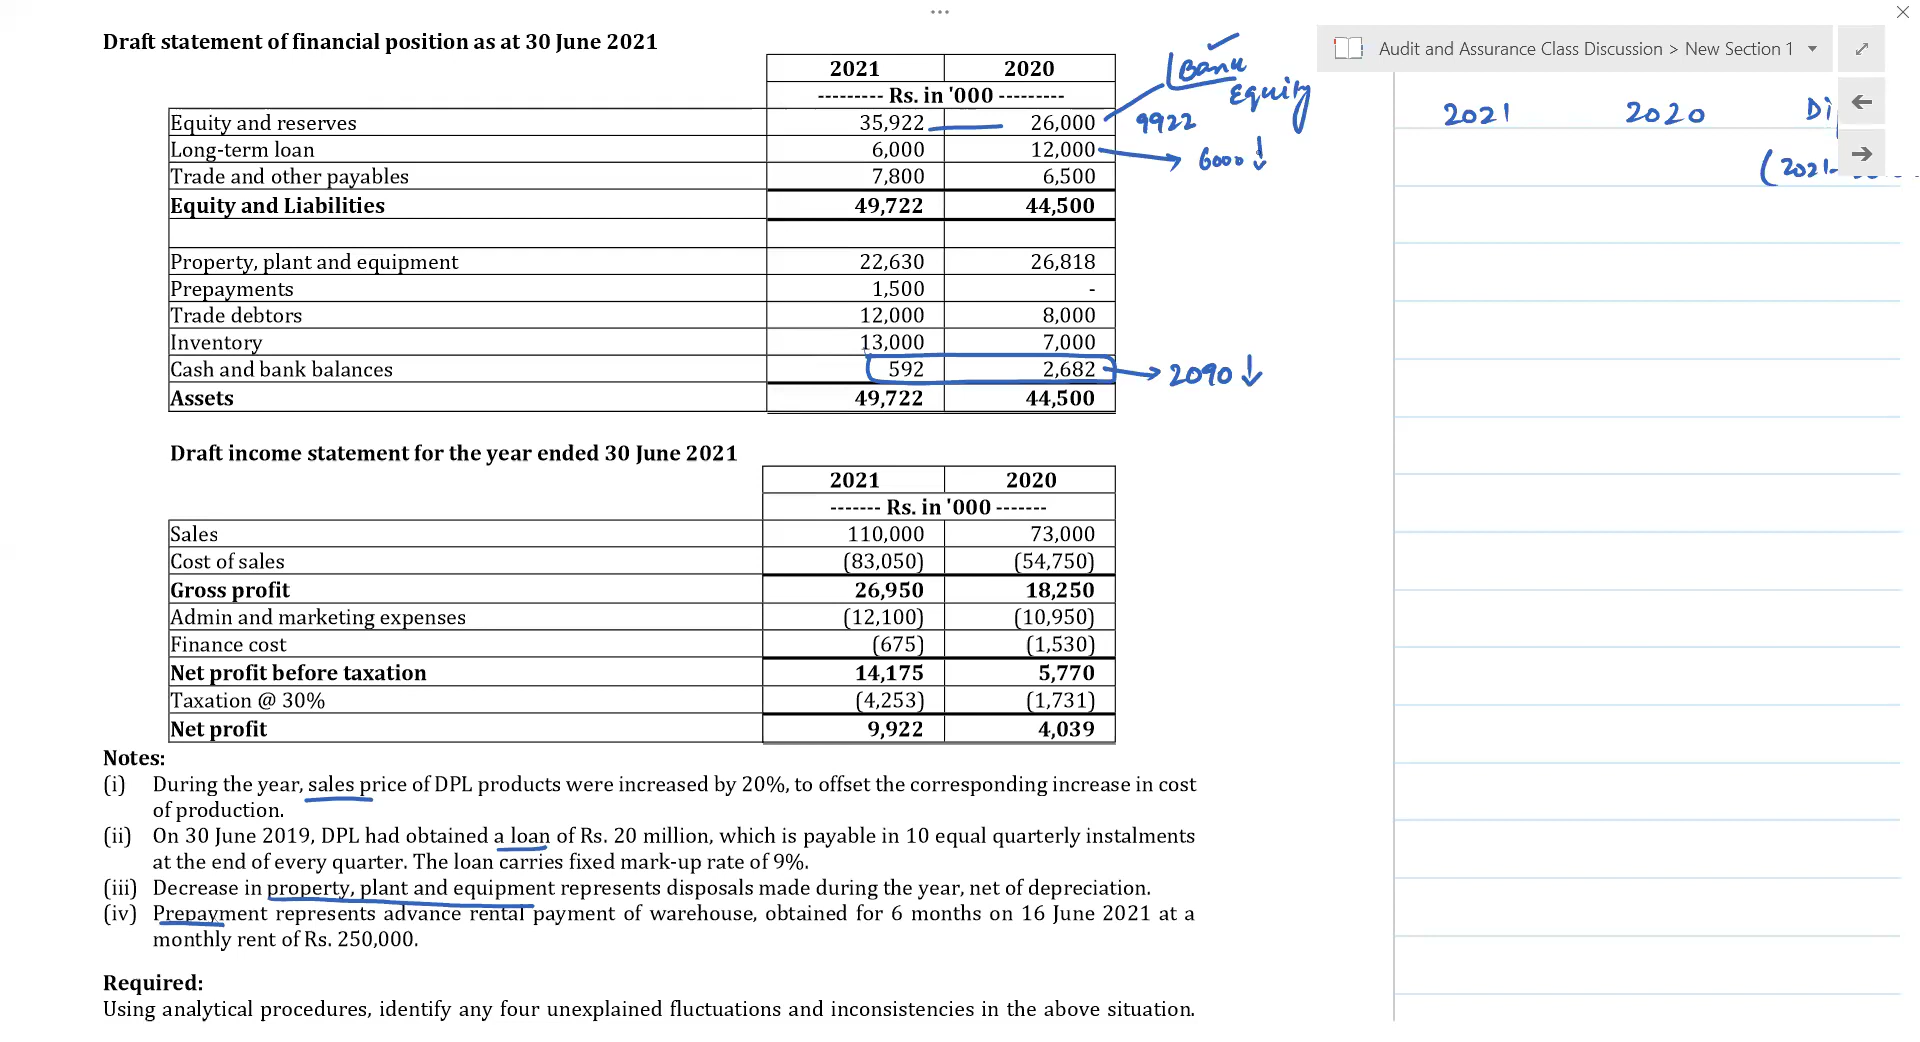 Draft statement of financial position as at 30 June 2021
2021 2020
--------- Rs. in '000 ---------
Equity and reserves 35,922 26,000
Long-term loan 6,000 12,000
Trade and other payables 7,800 6,500
Equity and Liabilities 49,722 44,500
Property, plant and equipment 22,630 26,818
Prepayments 1,500 -
Trade debtors 12,000 8,000
Inventory 13,000 7,000
Cash and bank balances 592 2,682
Assets 49,722 44,500
Bank
Equity
9922
6000 ↓
2090 ↓
Draft income statement for the year ended 30 June 2021
2021 2020
------- Rs. in '000 -------
Sales 110,000 73,000
Cost of sales (83,050) (54,750)
Gross profit 26,950 18,250
Admin and marketing expenses (12,100) (10,950)
Finance cost (675) (1,530)
Net profit before taxation 14,175 5,770
Taxation @ 30% (4,253) (1,731)
Net profit 9,922 4,039
Notes:
(i) During the year, sales price of DPL products were increased by 20%, to offset the corresponding increase in cost
of production.
(ii) On 30 June 2019, DPL had obtained a loan of Rs. 20 million, which is payable in 10 equal quarterly instalments
at the end of every quarter. The loan carries fixed mark-up rate of 9%.
(iii) Decrease in property, plant and equipment represents disposals made during the year, net of depreciation.
(iv) Prepayment represents advance rental payment of warehouse, obtained for 6 months on 16 June 2021 at a
monthly rent of Rs. 250,000.
Required:
Using analytical procedures, identify any four unexplained fluctuations and inconsistencies in the above situation.
Audit and Assurance Class Discussion > New Section 1
2021 2020 Di
(2021-